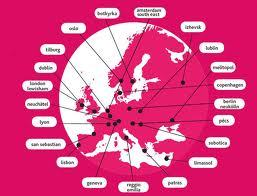 botkyrka
amsterdam
south east
izhevsk
oslo
lublin
tilburg
melitopol
dublin
copenhagen
london
lewisham
berlin
neukölln
neuchâtel
pécs
lyon
subotica
san sebastian
limassol
lisbon
patras
geneva
reggio
emilia